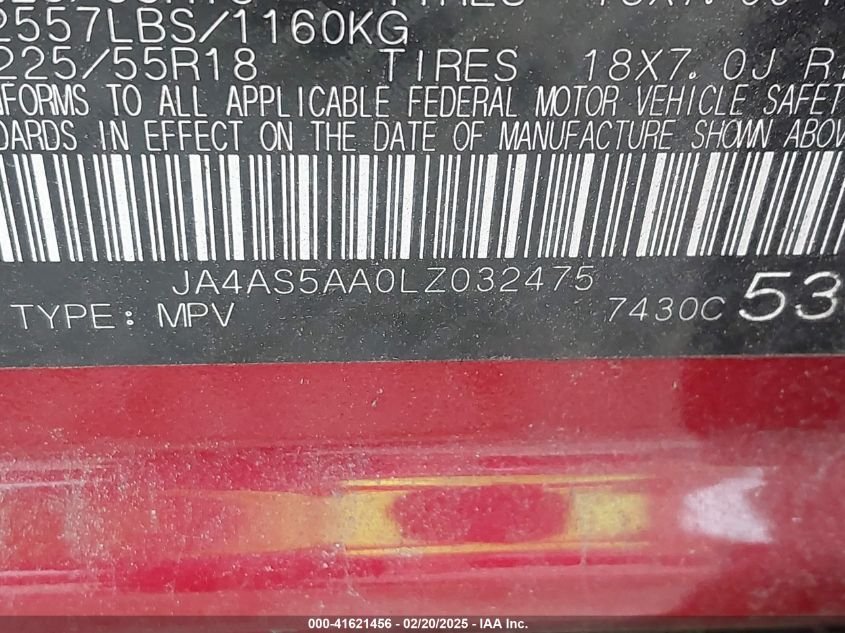 2557LBS/1160KG
225/55R18 TIRES 18X7.0J
NFORMS TO ALL APPLICABLE FEDERAL MOTOR VEHICLE SAFET
DARDS IN EFFECT ON THE DATE OF MANUFACTURE SHOWN ABOV
JA4AS5AA0LZ032475
TYPE: MPV 7430C 53
000-41621456 - 02/20/2025 - IAA Inc.